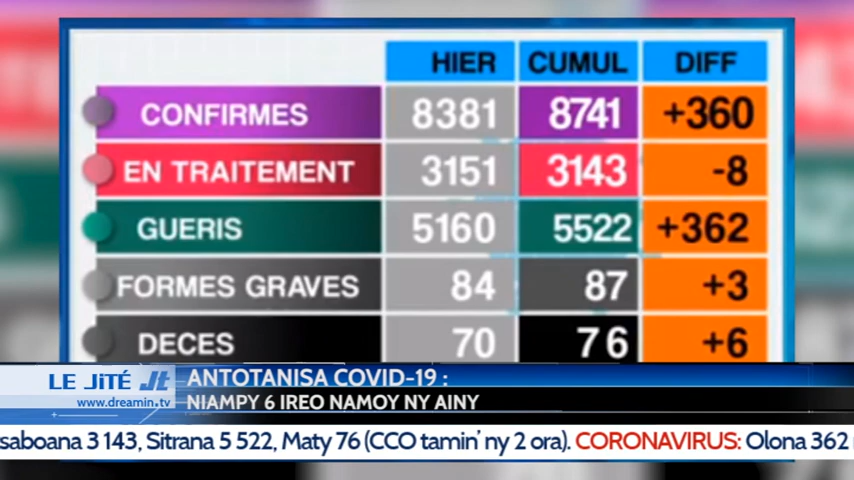 HIER CUMUL DIFF
CONFIRMES 8381 8741 +360
EN TRAITEMENT 3151 3143 -8
GUERIS 5160 5522 +362
FORMES GRAVES 84 87 +3
DECES 70 76 +6
LE JiTÉ Jt ANTOTANISA COVID-19 :
www.dreamin.tv NIAMPY 6 IREO NAMOY NY AINY
saboana 3 143, Sitrana 5 522, Maty 76 (CCO tamin' ny 2 ora). CORONAVIRUS: Olona 362